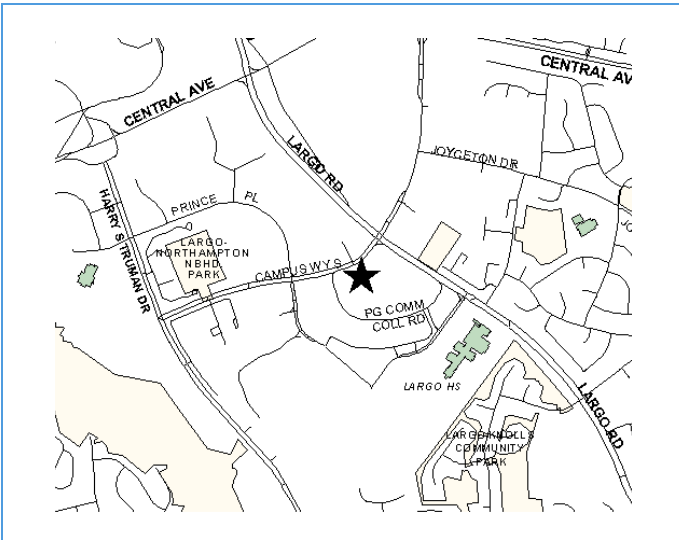 CENTRAL AVE
CENTRAL AV
LARGO RD
JOYCETON DR
PRINCE PL
HARRY S TRUMAN DR
LARGO-
NORTHAMPTON
NBHD
PARK
CAMPUS WY S
PG COMM
COLL RD
LARGO HS
LARGO RD
LARGO KNOLLS
COMMUNITY
PARK